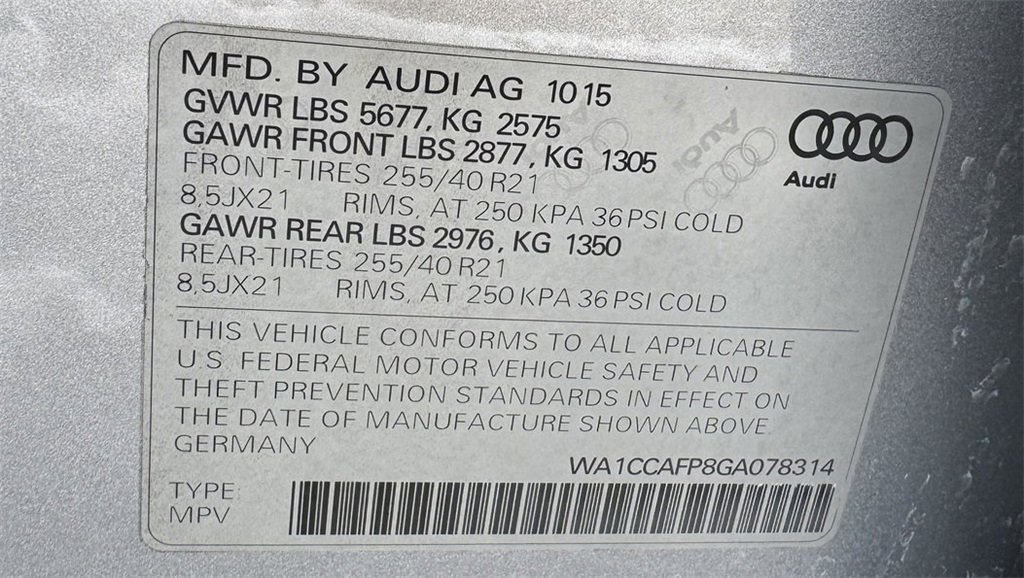 MFD. BY AUDI AG 10 15
GVWR LBS 5677, KG 2575
GAWR FRONT LBS 2877, KG 1305
FRONT-TIRES 255/40 R21
8,5JX21 RIMS, AT 250 KPA 36 PSI COLD
GAWR REAR LBS 2976, KG 1350
REAR-TIRES 255/40 R21
8,5JX21 RIMS, AT 250 KPA 36 PSI COLD
Audi
Audi
THIS VEHICLE CONFORMS TO ALL APPLICABLE
U.S. FEDERAL MOTOR VEHICLE SAFETY AND
THEFT PREVENTION STANDARDS IN EFFECT ON
THE DATE OF MANUFACTURE SHOWN ABOVE.
GERMANY
WA1CCAFP8GA078314
TYPE:
MPV